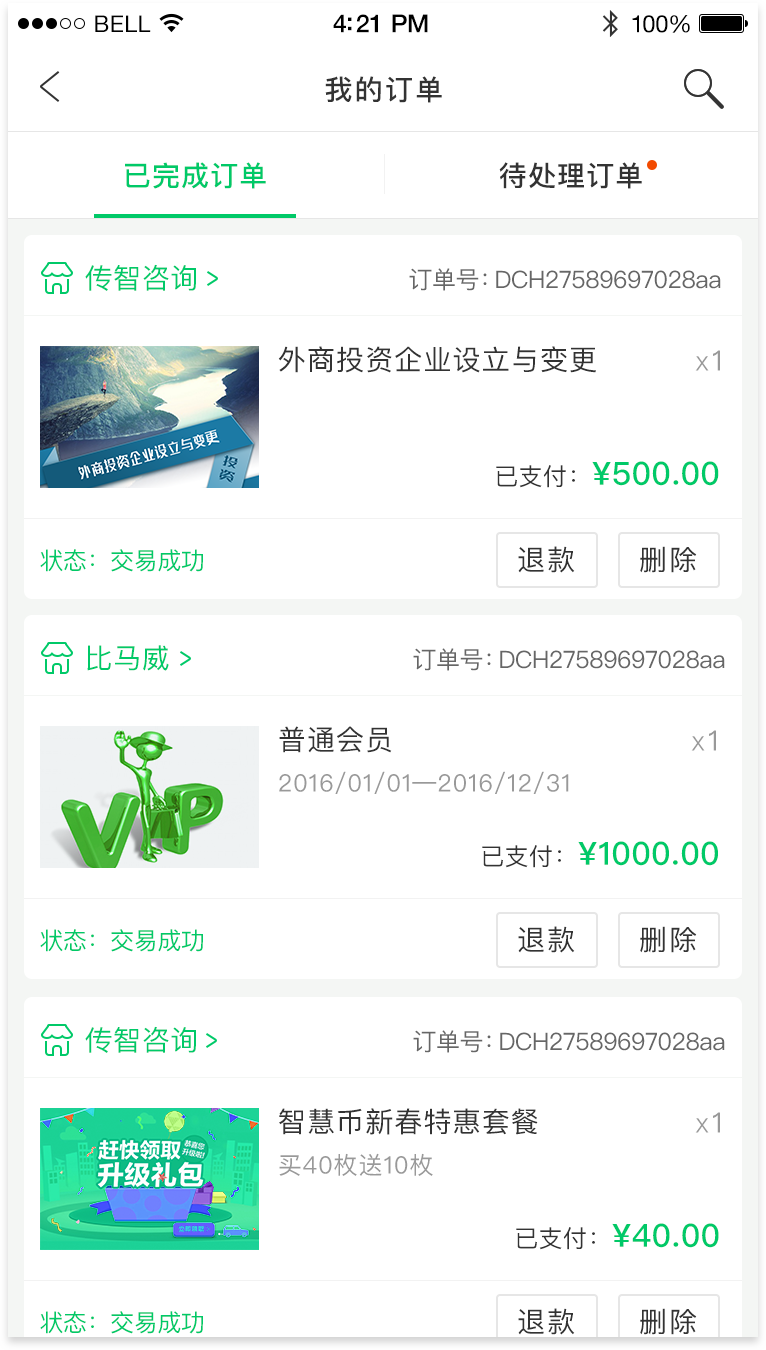 BELL 4:21 PM 100%
我的订单
已完成订单 待处理订单
传智咨询 > 订单号：DCH27589697028aa
外商投资企业设立与变更 x1
外商投资企业设立与变更
投资
已支付：¥500.00
状态：交易成功 退款 删除
比马威 > 订单号：DCH27589697028aa
普通会员 x1
2016/01/01—2016/12/31
VIP
已支付：¥1000.00
状态：交易成功 退款 删除
传智咨询 > 订单号：DCH27589697028aa
智慧币新春特惠套餐 x1
买40枚送10枚
赶快领取 恭喜您
升级啦!
升级礼包
立即领取
已支付：¥40.00
状态：交易成功 退款 删除